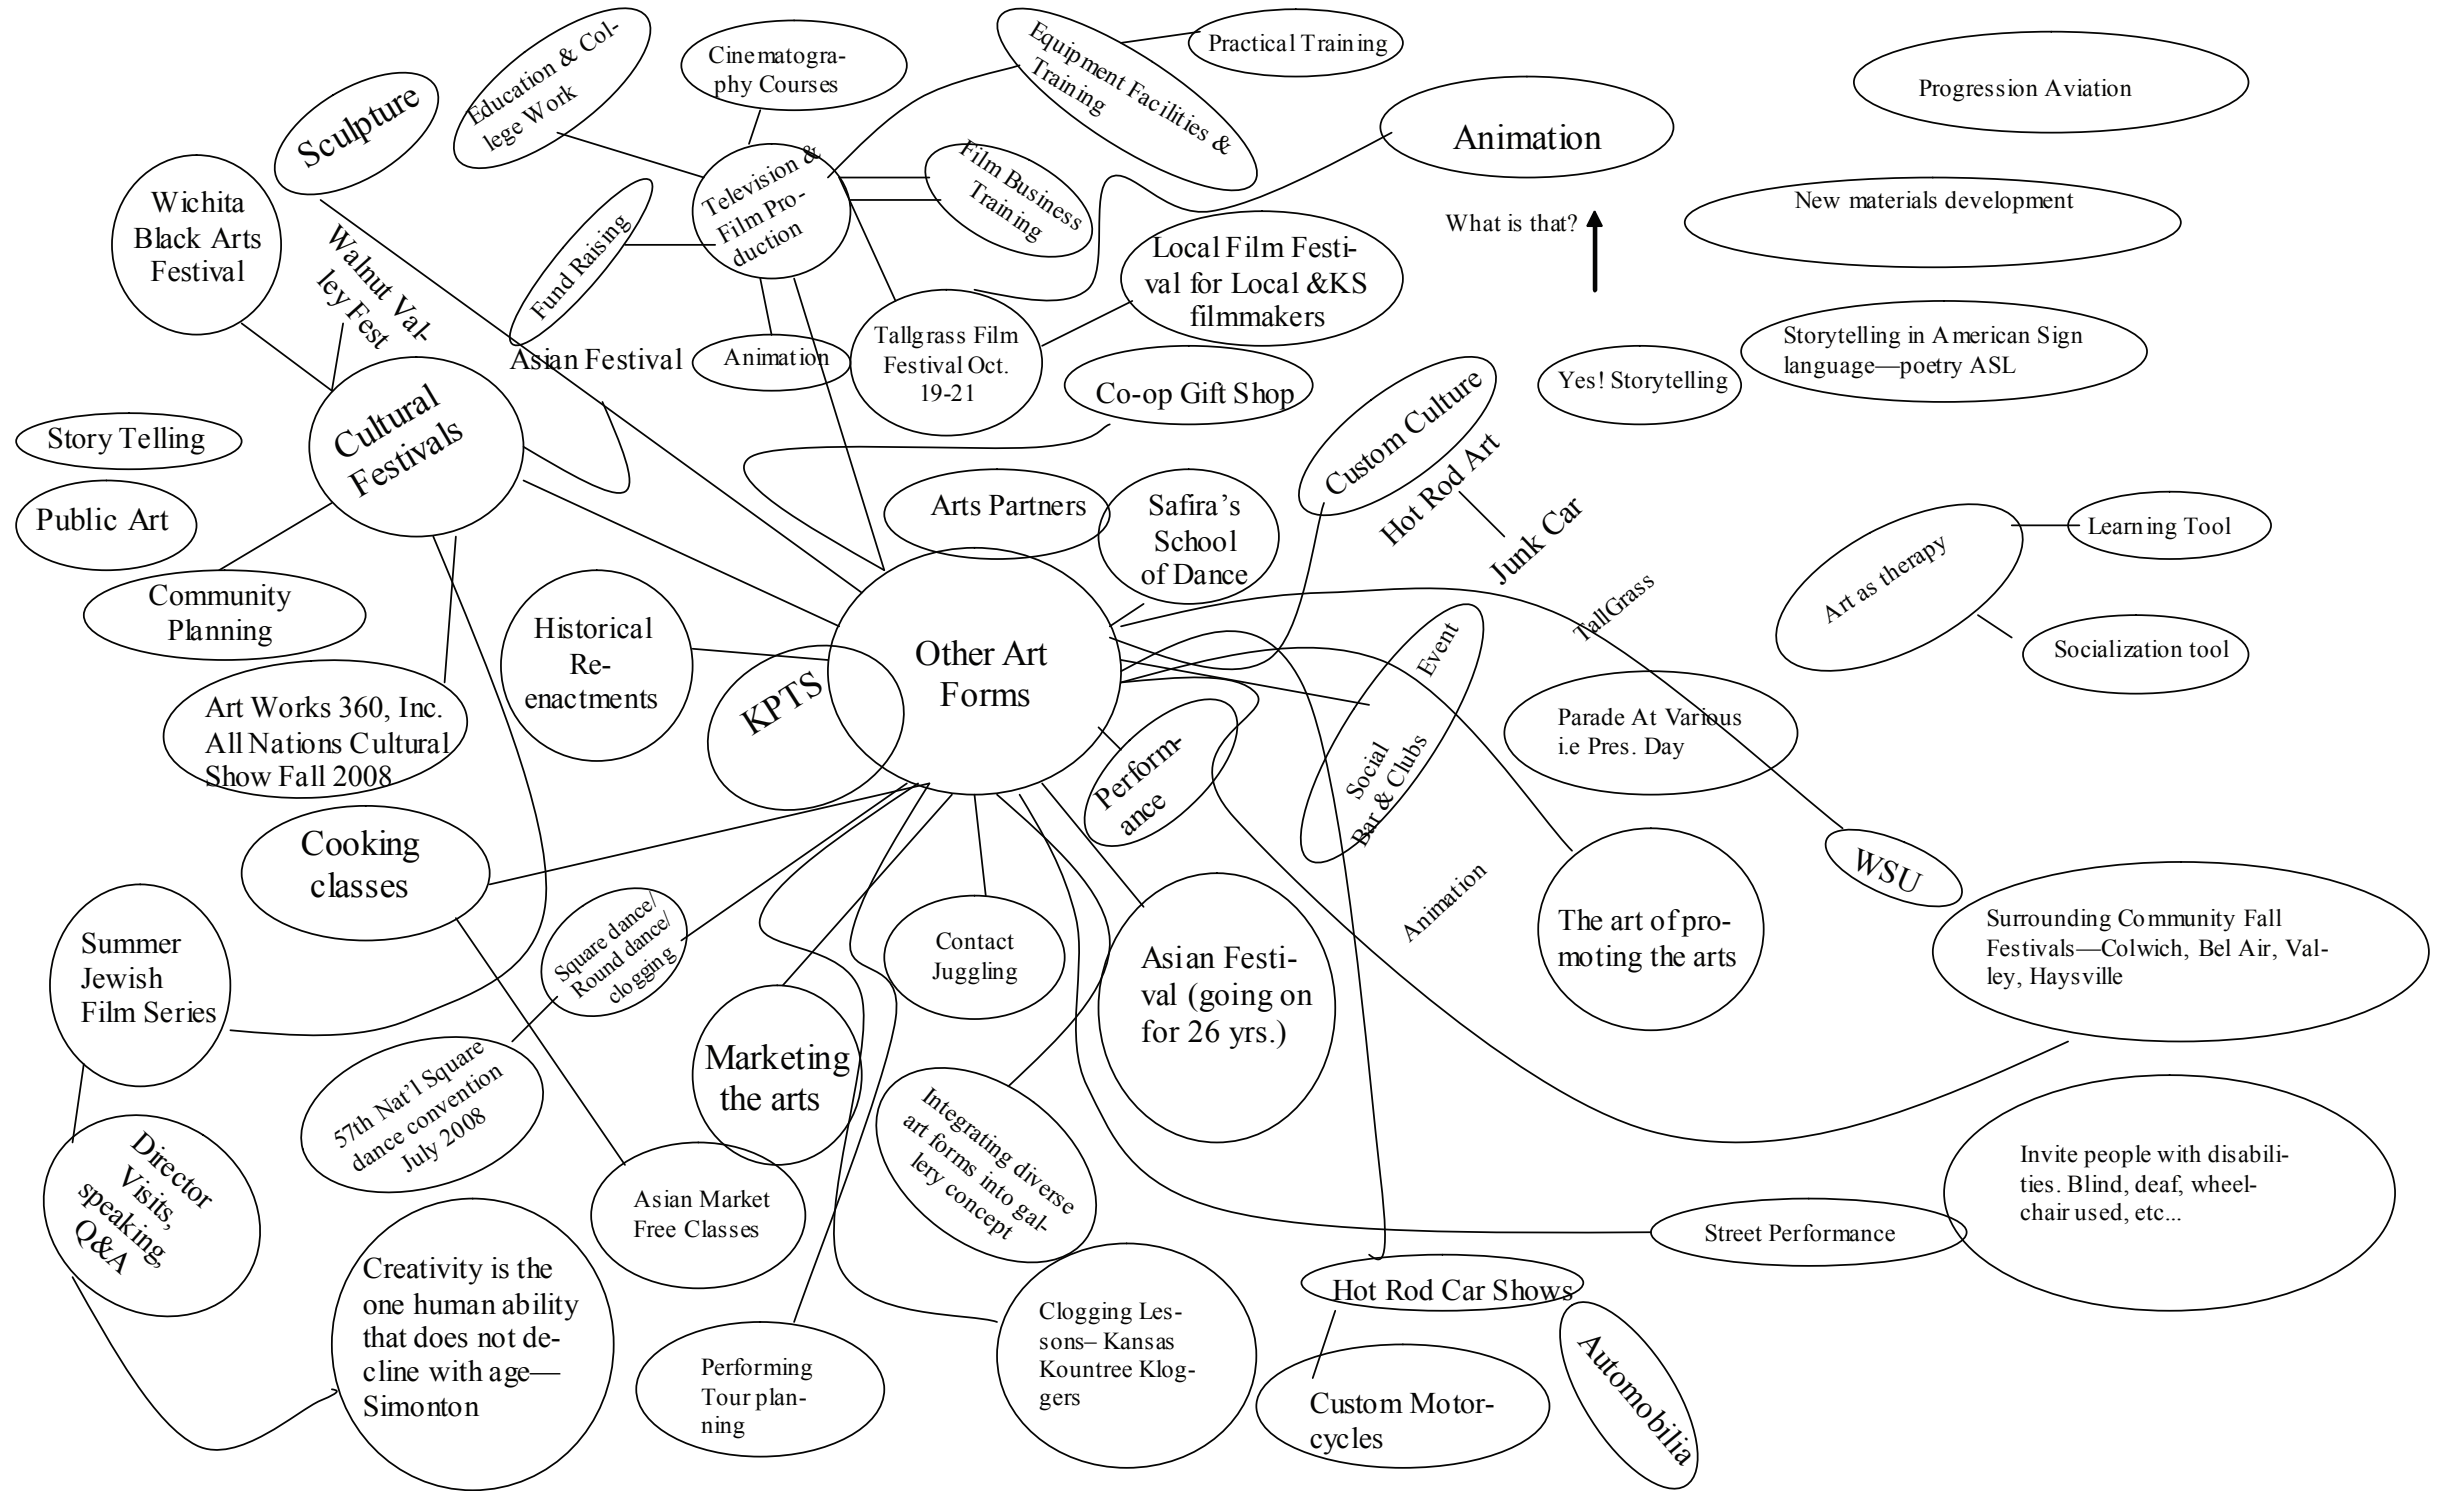 Education & Col-
lege Work
Cinematogra-
phy Courses
Equipment Facilities &
Training
Practical Training
Progression Aviation
Sculpture
Animation
Television &
Film Pro-
duction
Film Business
Training
Wichita
Black Arts
Festival
Walnut Val-
ley Fest
Fund Raising
New materials development
What is that?
Local Film Festi-
val for Local &KS
filmmakers
Asian Festival
Animation
Tallgrass Film
Festival Oct.
19-21
Storytelling in American Sign
language—poetry ASL
Yes! Storytelling
Co-op Gift Shop
Custom Culture
Hot Rod Art
Junk Car
Cultural
Festivals
Story Telling
Public Art
Arts Partners
Safira's
School
of Dance
Learning Tool
Art as therapy
Socialization tool
TallGrass
Community
Planning
Historical
Re-
enactments
Other Art
Forms
KPTS
Event
Social
Bar & Clubs
Parade At Various
i.e Pres. Day
Art Works 360, Inc.
All Nations Cultural
Show Fall 2008
Perform-
ance
Cooking
classes
WSU
Animation
Summer
Jewish
Film Series
Square dance/
Round dance/
clogging
Contact
Juggling
Asian Festi-
val (going on
for 26 yrs.)
The art of pro-
moting the arts
Surrounding Community Fall
Festivals—Colwich, Bel Air, Val-
ley, Haysville
57th Nat'l Square
dance convention
July 2008
Marketing
the arts
Integrating diverse
art forms into gal-
lery concept
Director
Visits,
speaking,
Q&A
Asian Market
Free Classes
Invite people with disabili-
ties. Blind, deaf, wheel-
chair used, etc...
Street Performance
Creativity is the
one human ability
that does not de-
cline with age—
Simonton
Hot Rod Car Shows
Clogging Les-
sons– Kansas
Kountree Klog-
gers
Performing
Tour plan-
ning
Custom Motor-
cycles
Automobilia